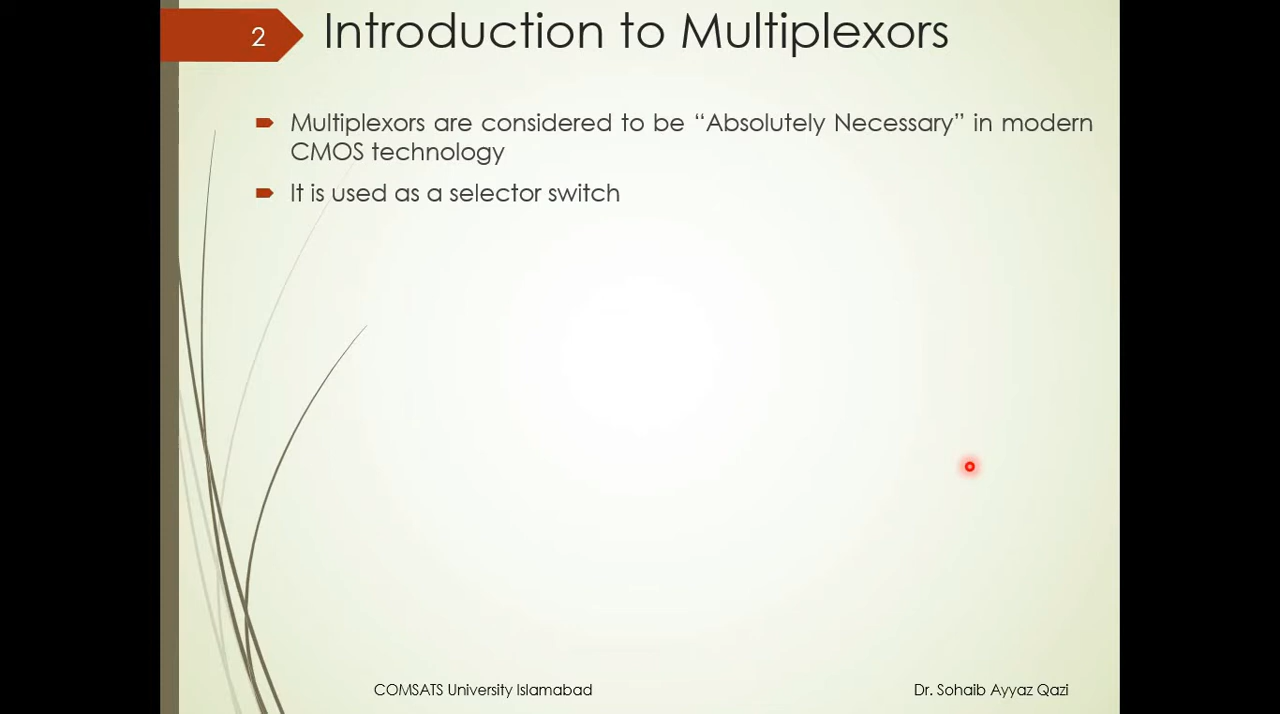 2
Introduction to Multiplexors
Multiplexors are considered to be “Absolutely Necessary” in modern
CMOS technology
It is used as a selector switch
COMSATS University Islamabad
Dr. Sohaib Ayyaz Qazi